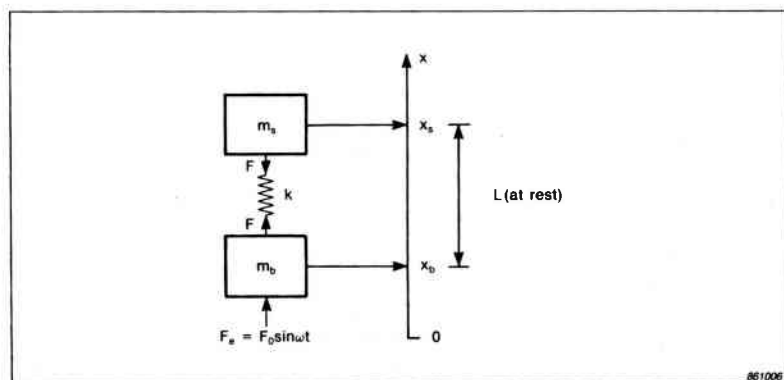 x
m_s
x_s
F
k
L (at rest)
F
m_b
x_b
F_e = F_0 sinωt
0
861006